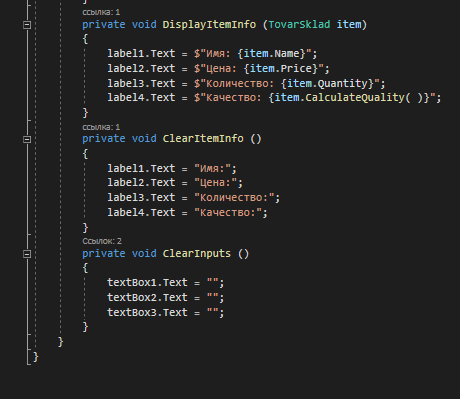 }
ссылка: 1
private void DisplayItemInfo (TovarSklad item)
{
label1.Text = $"Имя: {item.Name}";
label2.Text = $"Цена: {item.Price}";
label3.Text = $"Количество: {item.Quantity}";
label4.Text = $"Качество: {item.CalculateQuality( )}";
}
ссылка: 1
private void ClearItemInfo ()
{
label1.Text = "Имя:";
label2.Text = "Цена:";
label3.Text = "Количество:";
label4.Text = "Качество:";
}
Ссылок: 2
private void ClearInputs ()
{
textBox1.Text = "";
textBox2.Text = "";
textBox3.Text = "";
}
}
}